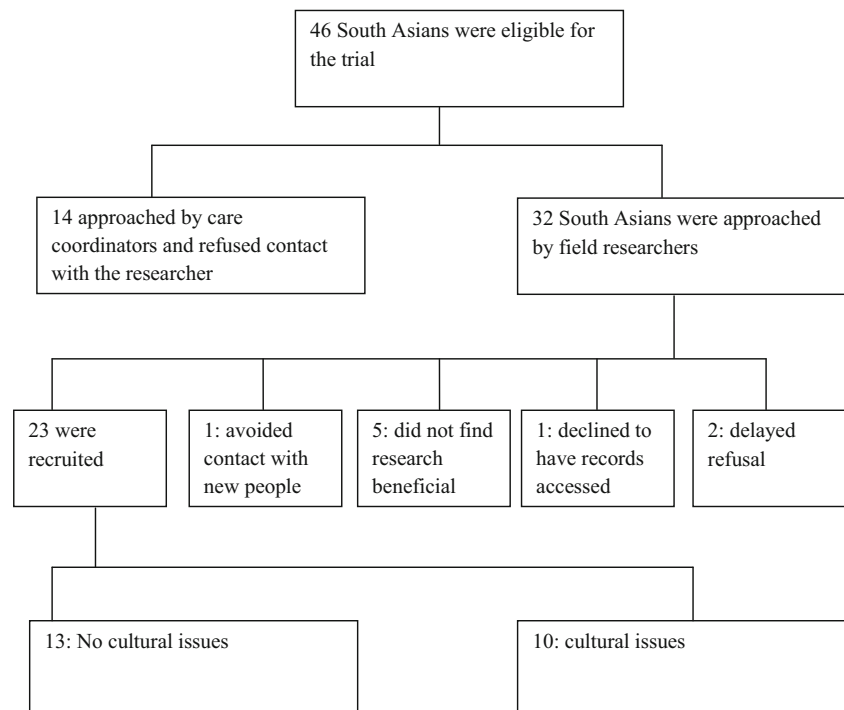 46 South Asians were eligible for
the trial
14 approached by care
coordinators and refused contact
with the researcher
32 South Asians were approached
by field researchers
23 were
recruited
1: avoided
contact with
new people
5: did not find
research
beneficial
1: declined to
have records
accessed
2: delayed
refusal
13: No cultural issues
10: cultural issues